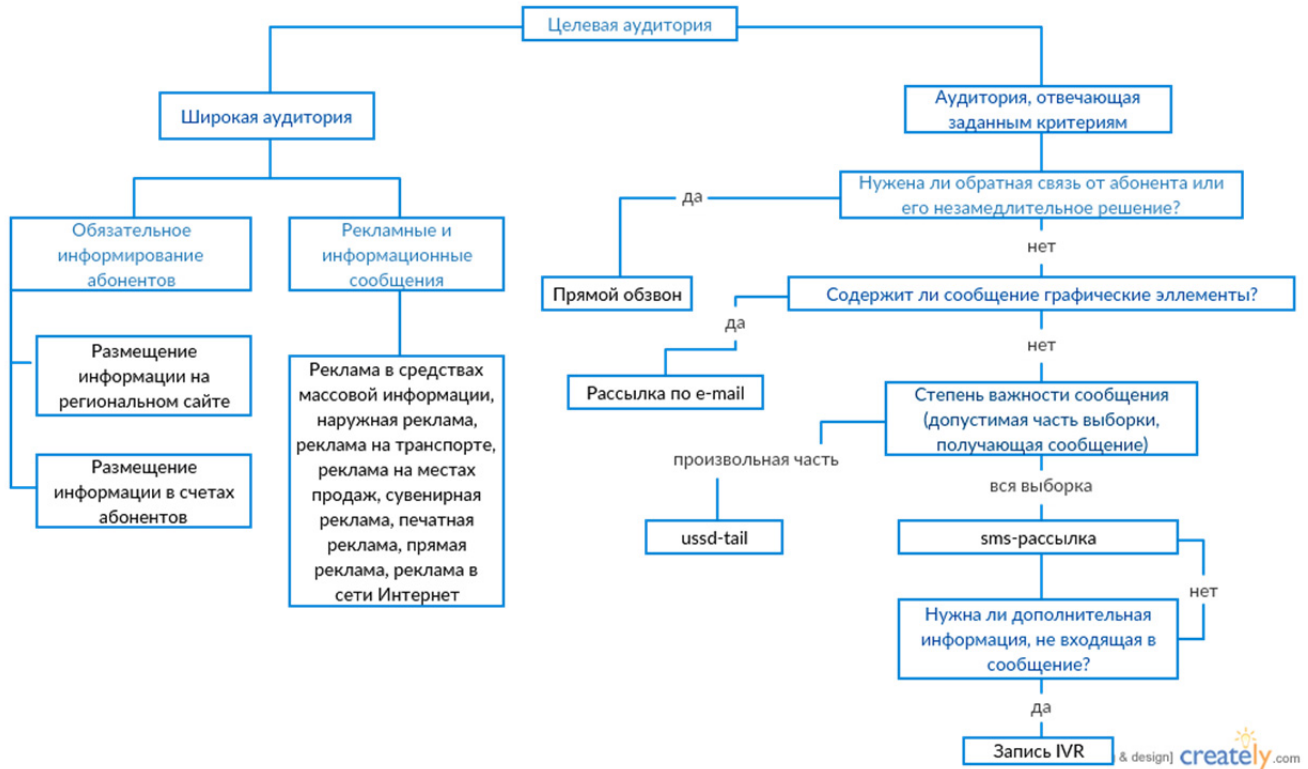 Целевая аудитория
Широкая аудитория
Обязательное
информирование
абонентов
Размещение
информации на
региональном сайте
Размещение
информации в счетах
абонентов
Рекламные и
информационные
сообщения
Реклама в средствах
массовой информации,
наружная реклама,
реклама на транспорте,
реклама на местах
продаж, сувенирная
реклама, печатная
реклама, прямая
реклама, реклама в
сети Интернет
Аудитория, отвечающая
заданным критериям
Нужена ли обратная связь от абонента или
его незамедлительное решение?
да
Прямой обзвон
нет
Содержит ли сообщение графические эллементы?
да
Рассылка по e-mail
нет
Степень важности сообщения
(допустимая часть выборки,
получающая сообщение)
произвольная часть
ussd-tail
вся выборка
sms-рассылка
нет
Нужна ли дополнительная
информация, не входящая в
сообщение?
да
Запись IVR
& design]
creately.com